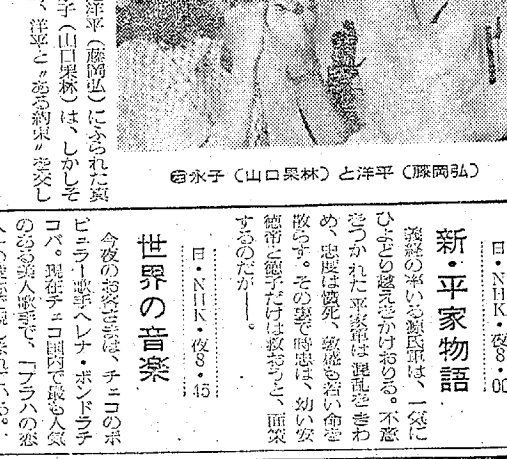 洋平(藤岡弘)にふられた真
子(山口果林)は、しかしそ
、洋平と〝ある約束〟を交し
永子(山口果林)と洋平(藤岡弘)
日・NHK・夜8・00
新・平家物語
義経の率いる源氏軍は、一気に
ひよどり越えをかけおりる。不意
をつかれた平家軍は混乱をきわ
め、忠度は憤死、敦盛も若い命を
散らす。その裏で時忠は、幼い安
徳帝と徳子だけは救おうと、画策
するのだが――。
日・NHK・夜8・45
世界の音楽
今夜のお客さまは、チェコのポ
ピュラー歌手ヘレナ・ボンドラチ
コバ。現在チェコ国内で最も人気
のある美人歌手で、「プラハの恋